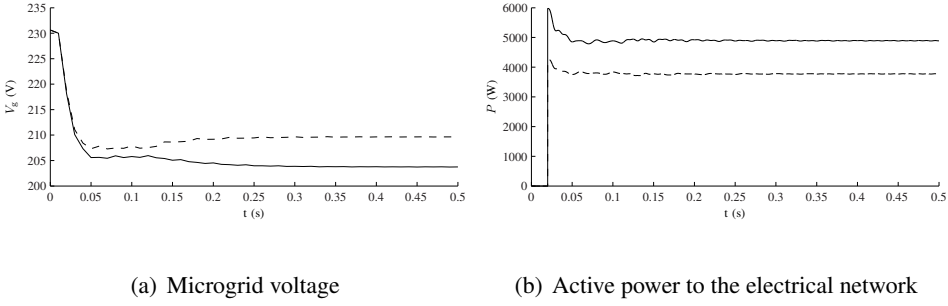 235
230
225
220
215
210
205
200
V_g (V)
0 0.05 0.1 0.15 0.2 0.25 0.3 0.35 0.4 0.45 0.5
t (s)
6000
5000
4000
3000
2000
1000
0
P (W)
0 0.05 0.1 0.15 0.2 0.25 0.3 0.35 0.4 0.45 0.5
t (s)
(a) Microgrid voltage
(b) Active power to the electrical network